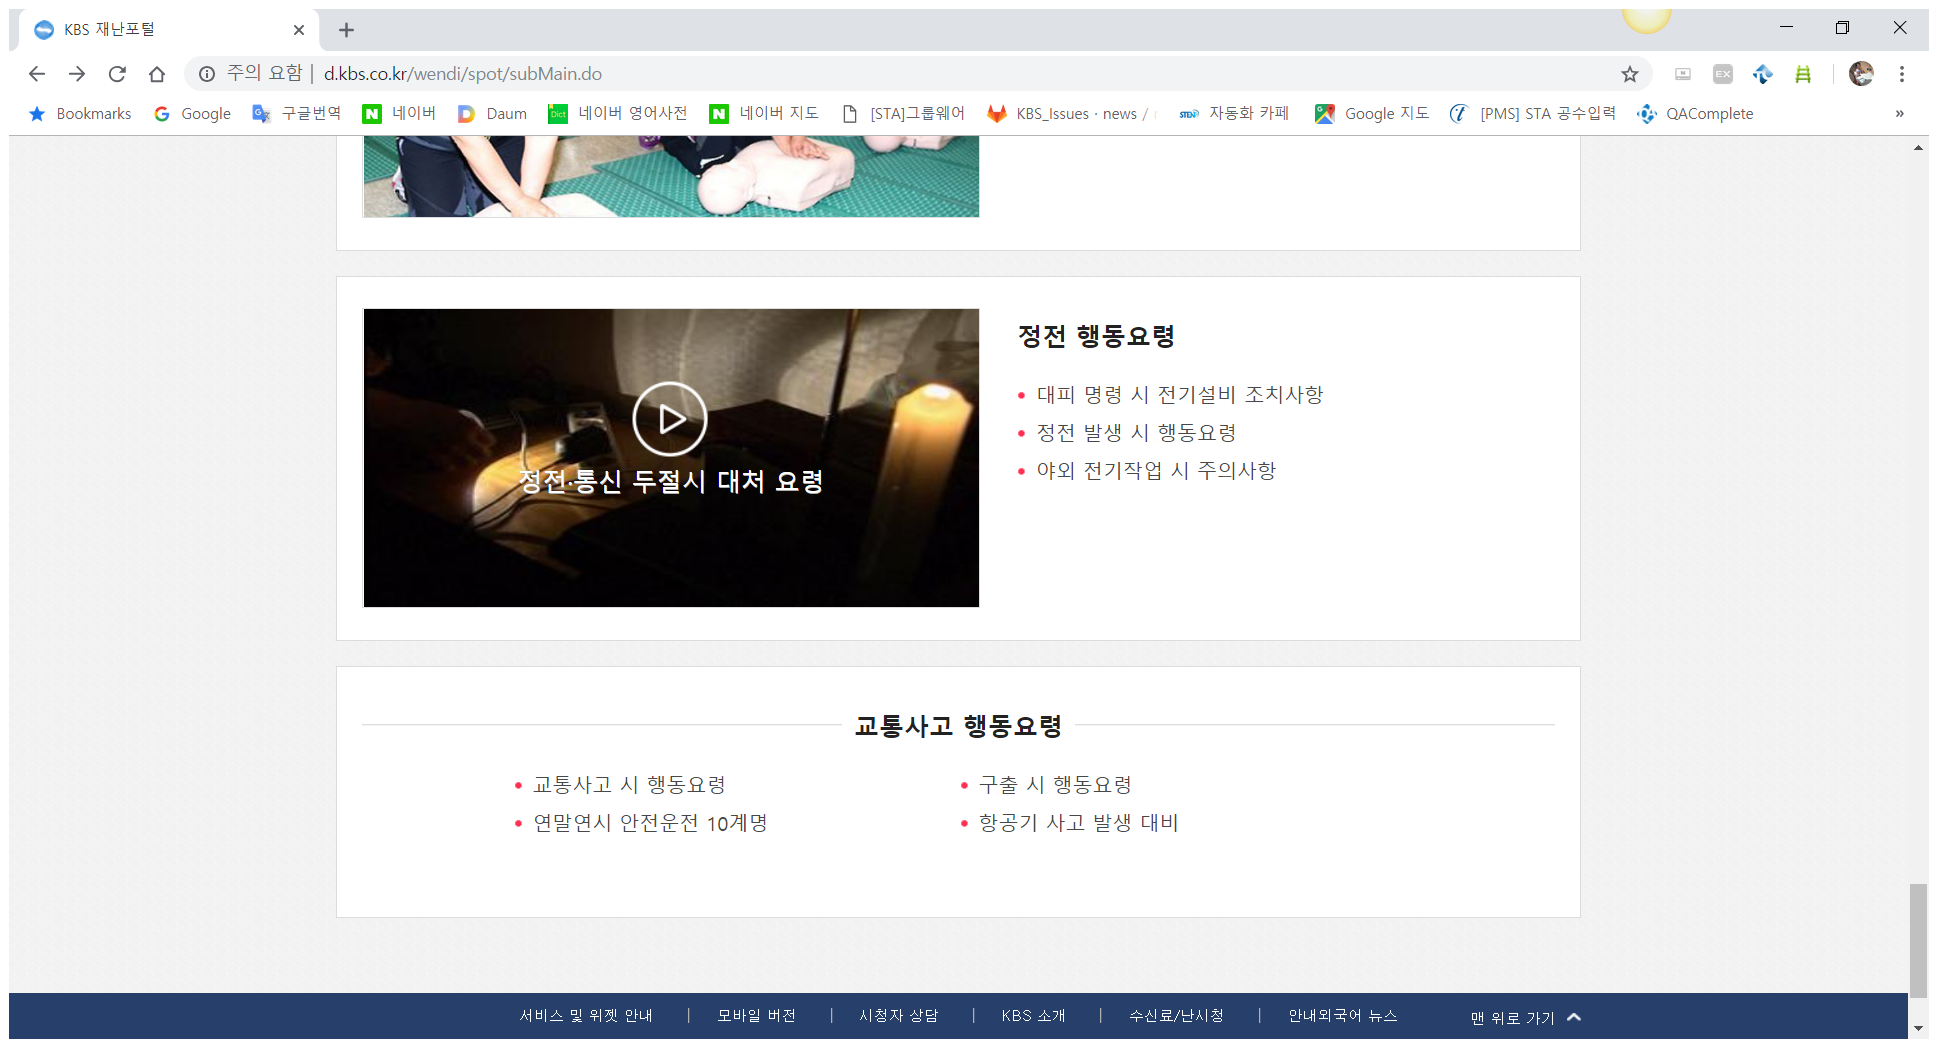 KBS 재난포털
주의 요함 | d.kbs.co.kr/wendi/spot/subMain.do
EX
Bookmarks Google 구글번역 네이버 Daum 네이버 영어사전 네이버 지도 [STA]그룹웨어 KBS_Issues · news / 자동화 카페 Google 지도 [PMS] STA 공수입력 QAComplete »
정전·통신 두절시 대처 요령
정전 행동요령
대피 명령 시 전기설비 조치사항
정전 발생 시 행동요령
야외 전기작업 시 주의사항
교통사고 행동요령
교통사고 시 행동요령 구출 시 행동요령
연말연시 안전운전 10계명 항공기 사고 발생 대비
서비스 및 위젯 안내 | 모바일 버전 | 시청자 상담 | KBS 소개 | 수신료/난시청 | 안내외국어 뉴스 맨 위로 가기